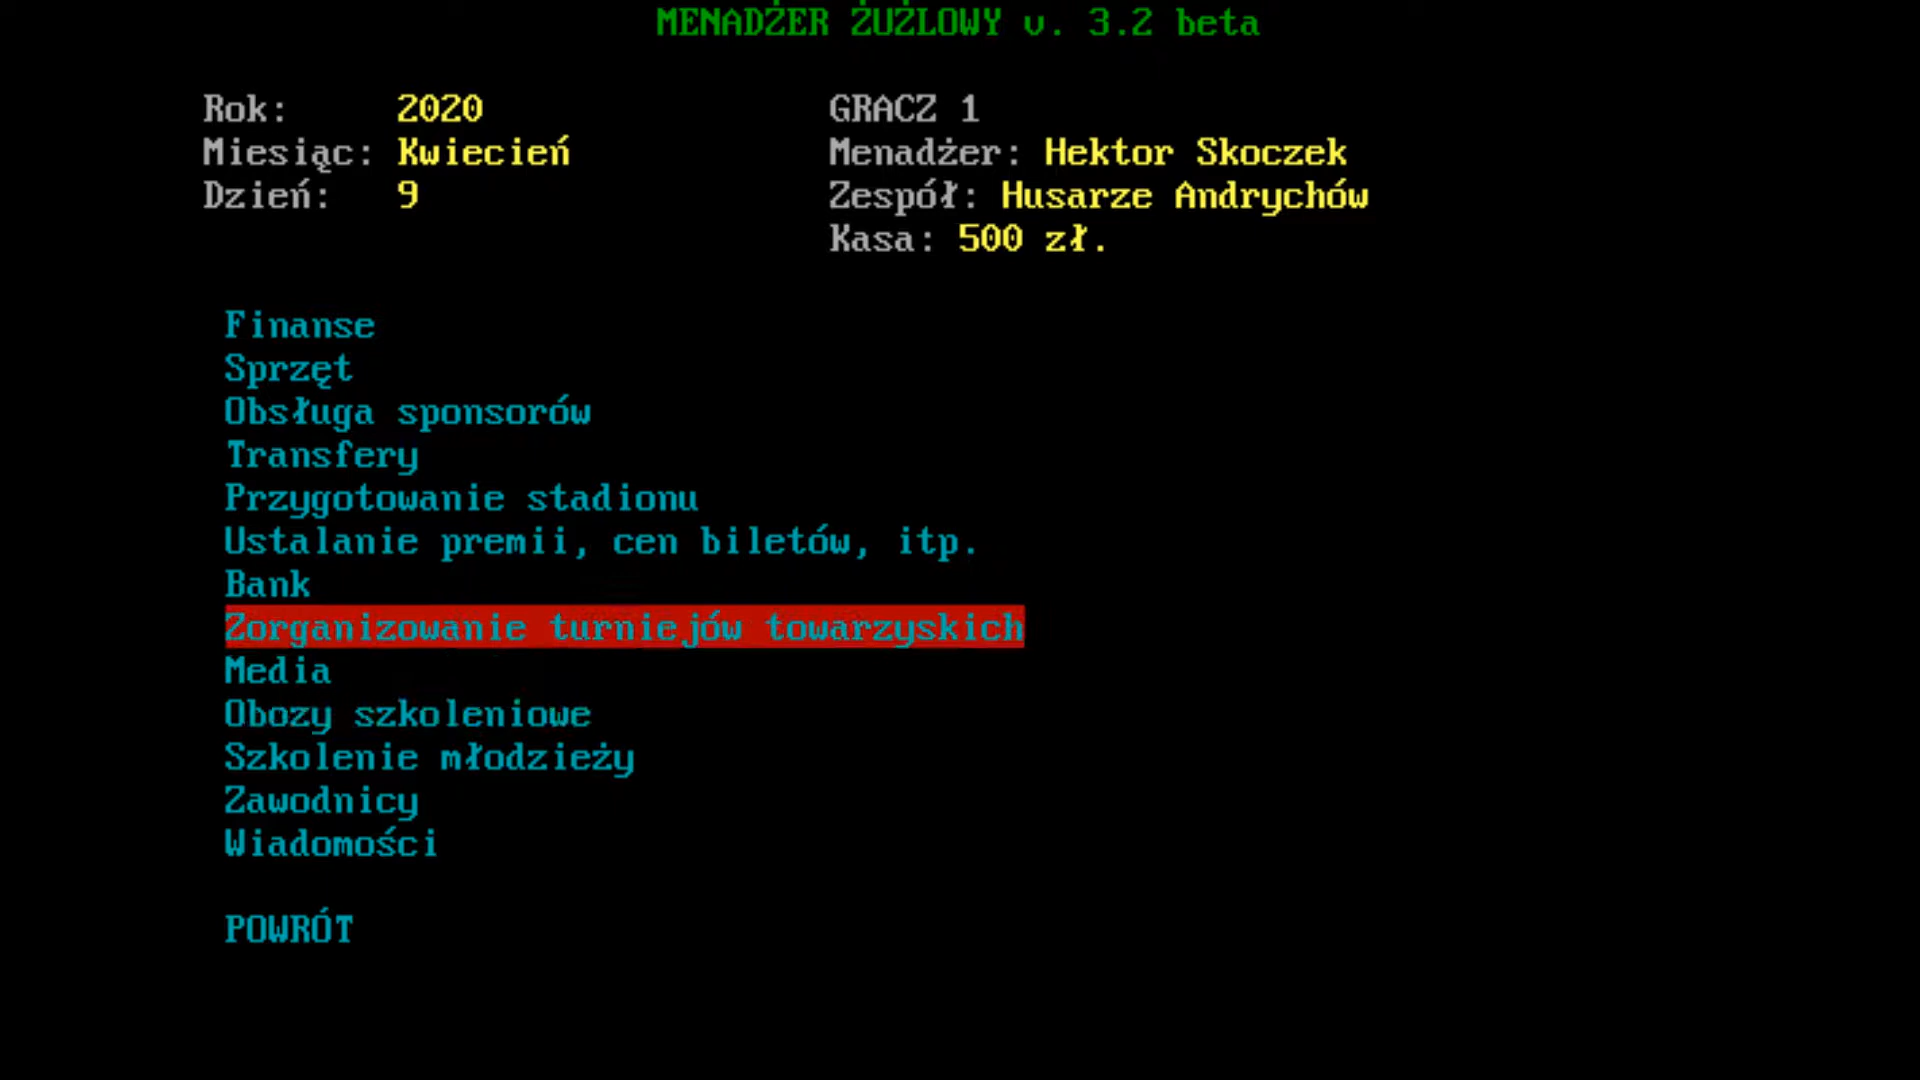 MENADŻER ŻUŻLOWY v. 3.2 beta
Rok: 2020
GRACZ 1
Miesiąc: Kwiecień
Menadżer: Hektor Skoczek
Dzień: 9
Zespół: Husarze Andrychów
Kasa: 500 zł.
Finanse
Sprzęt
Obsługa sponsorów
Transfery
Przygotowanie stadionu
Ustalanie premii, cen biletów, itp.
Bank
Zorganizowanie turniejów towarzyskich
Media
Obozy szkoleniowe
Szkolenie młodzieży
Zawodnicy
Wiadomości
POWRÓT